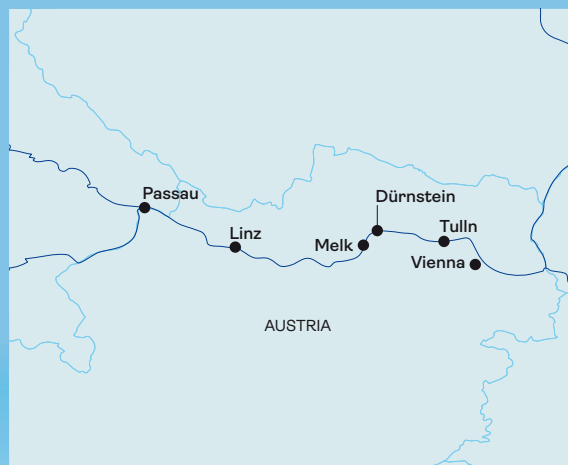 Passau
Dürnstein
Linz
Tulln
Melk
Vienna
AUSTRIA